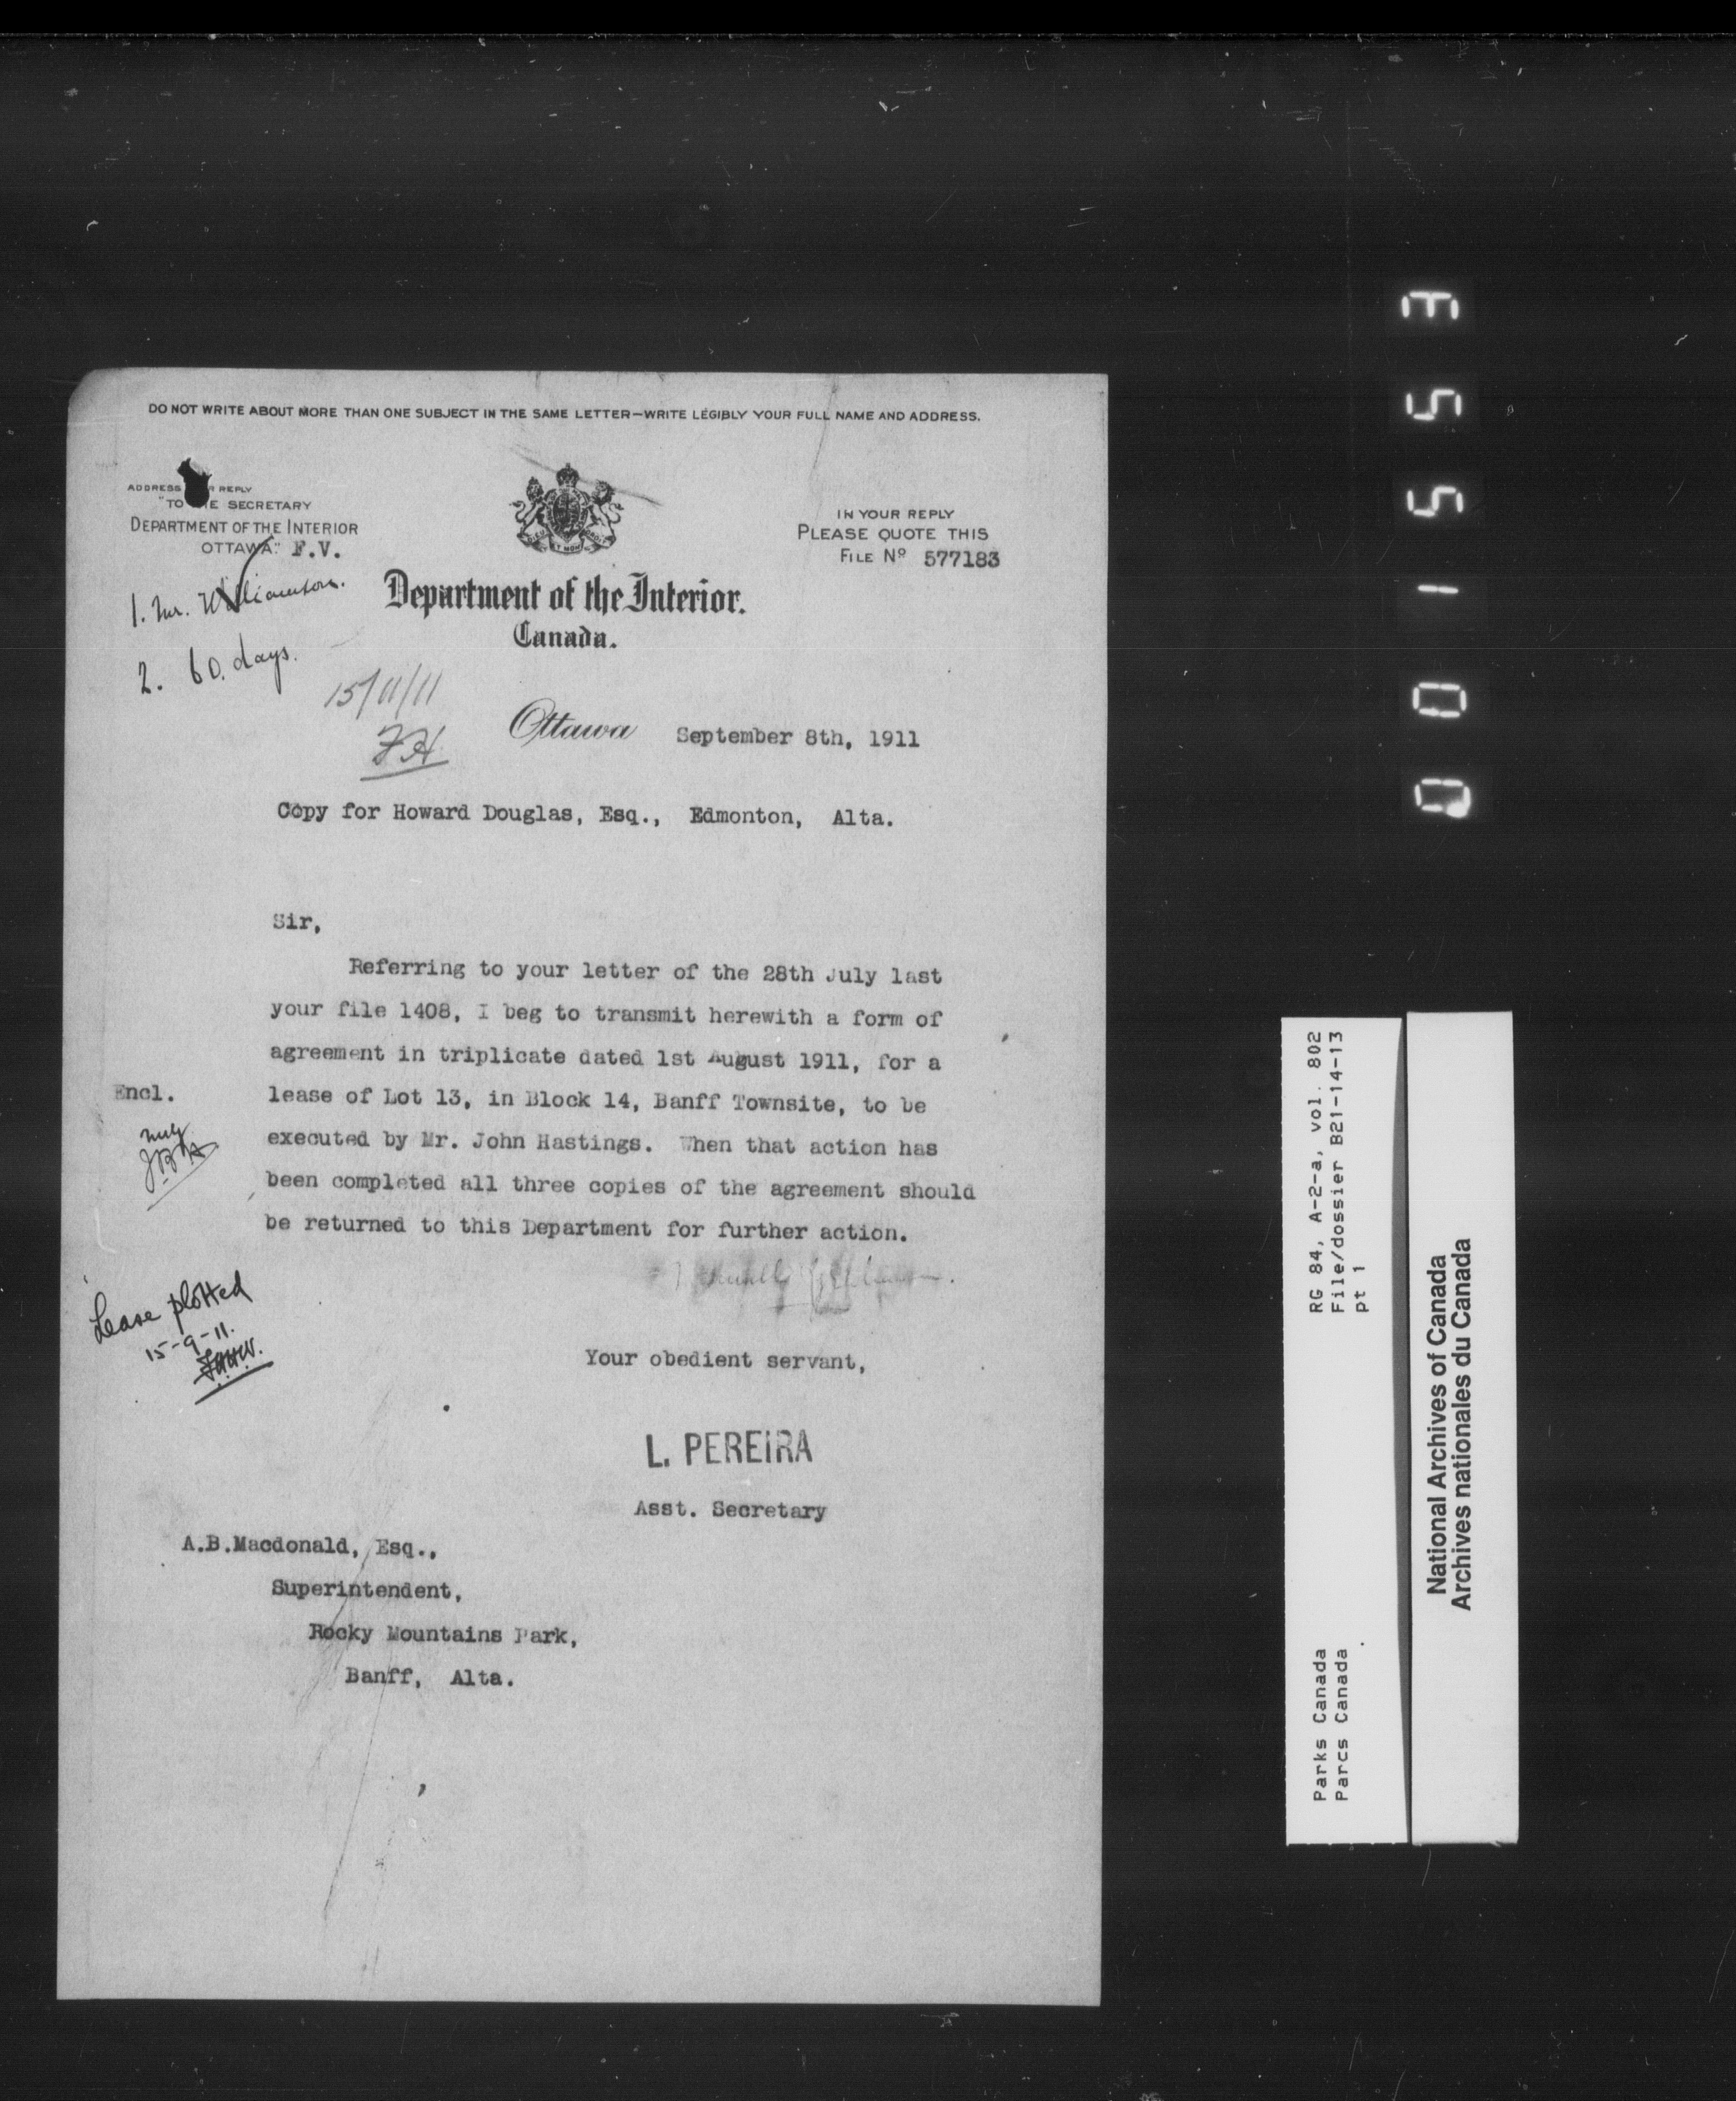 DO NOT WRITE ABOUT MORE THAN ONE SUBJECT IN THE SAME LETTER—WRITE LEGIBLY YOUR FULL NAME AND ADDRESS.
ADDRESS REPLY
"TO SECRETARY
DEPARTMENT OF THE INTERIOR
OTTAWA." F.V.
IN YOUR REPLY
PLEASE QUOTE THIS
FILE No 577183
1. Mr. Williamson.
2. 60. days.
Department of the Interior.
Canada.
15/11/11
Ottawa September 8th, 1911
Copy for Howard Douglas, Esq., Edmonton, Alta.
Sir,
Referring to your letter of the 28th July last
your file 1408, I beg to transmit herewith a form of
agreement in triplicate dated 1st August 1911, for a
Encl. lease of Lot 13, in Block 14, Banff Townsite, to be
executed by Mr. John Hastings. When that action has
been completed all three copies of the agreement should
be returned to this Department for further action.
Lease plotted
15-9-11.
Your obedient servant,
L. PEREIRA
Asst. Secretary
A.B.Macdonald, Esq.,
Superintendent,
Rocky Mountains Park,
Banff, Alta.
001553
Parks Canada RG 84, A-2-a, vol. 802
Parcs Canada File/dossier B21-14-13
pt 1
National Archives of Canada
Archives nationales du Canada